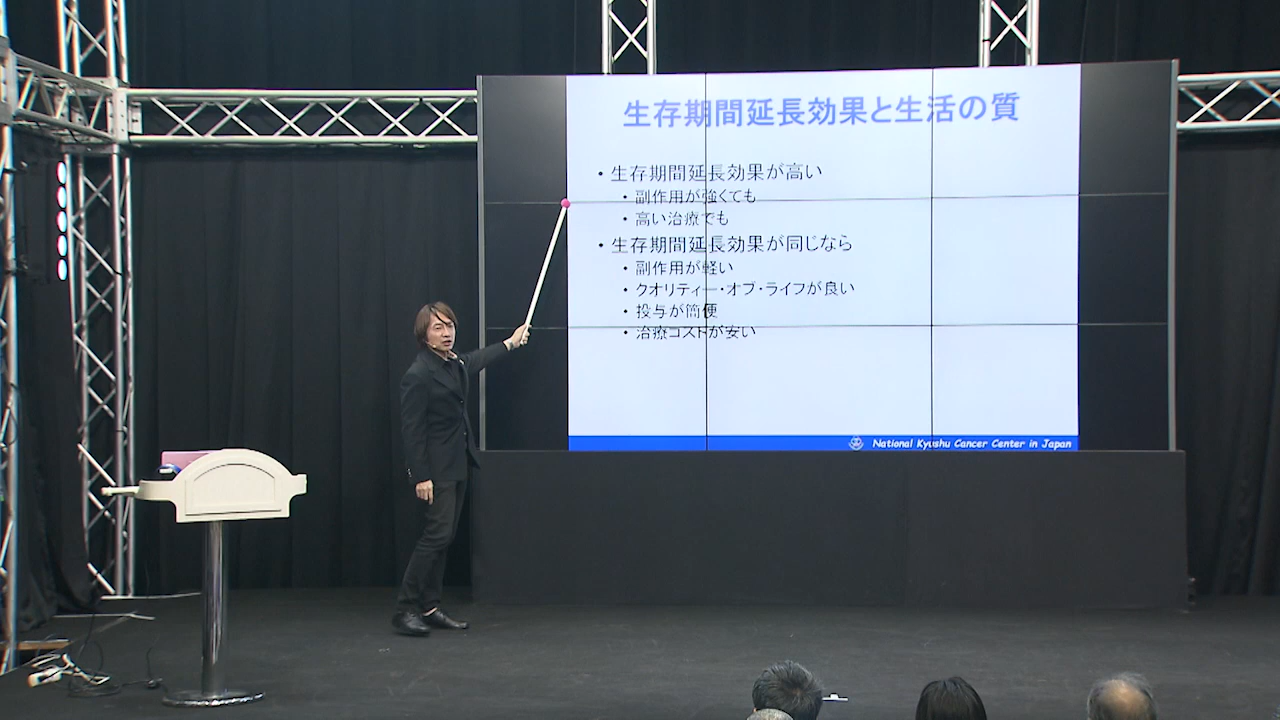 生存期間延長効果と生活の質
・生存期間延長効果が高い
・副作用が強くても
・高い治療でも
・生存期間延長効果が同じなら
・副作用が軽い
・クオリティー・オブ・ライフが良い
・投与が簡便
・治療コストが安い
National Kyushu Cancer Center in Japan